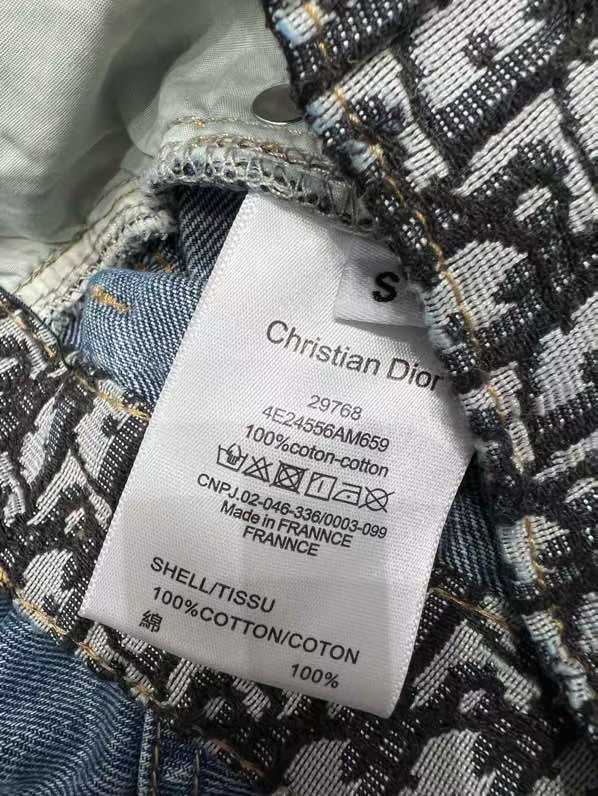 S
Christian Dior
29768
4E24556AM659
100%coton-cotton
CNPJ.02-046-336/0003-099
Made in FRANNCE
FRANNCE
SHELL/TISSU
100%COTTON/COTON
綿
100%